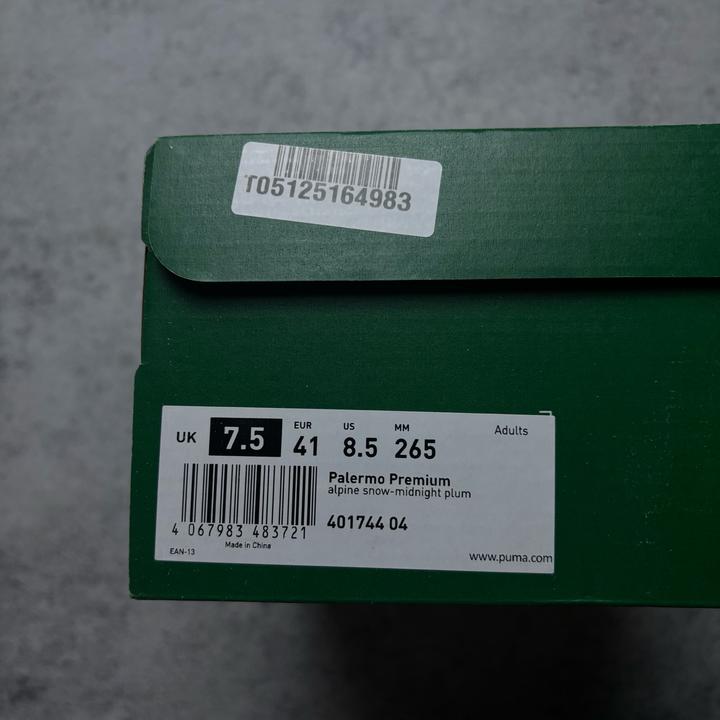 T05125164983
UK 7.5 EUR 41 US 8.5 MM 265 Adults
Palermo Premium
alpine snow-midnight plum
401744 04
4 067983 483721
Made in China
EAN-13
www.puma.com